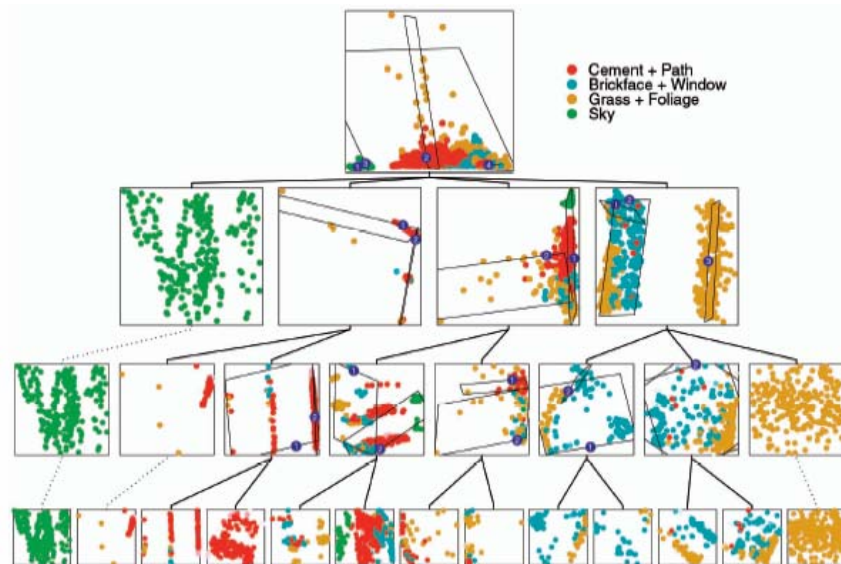 Cement + Path
Brickface + Window
Grass + Foliage
Sky